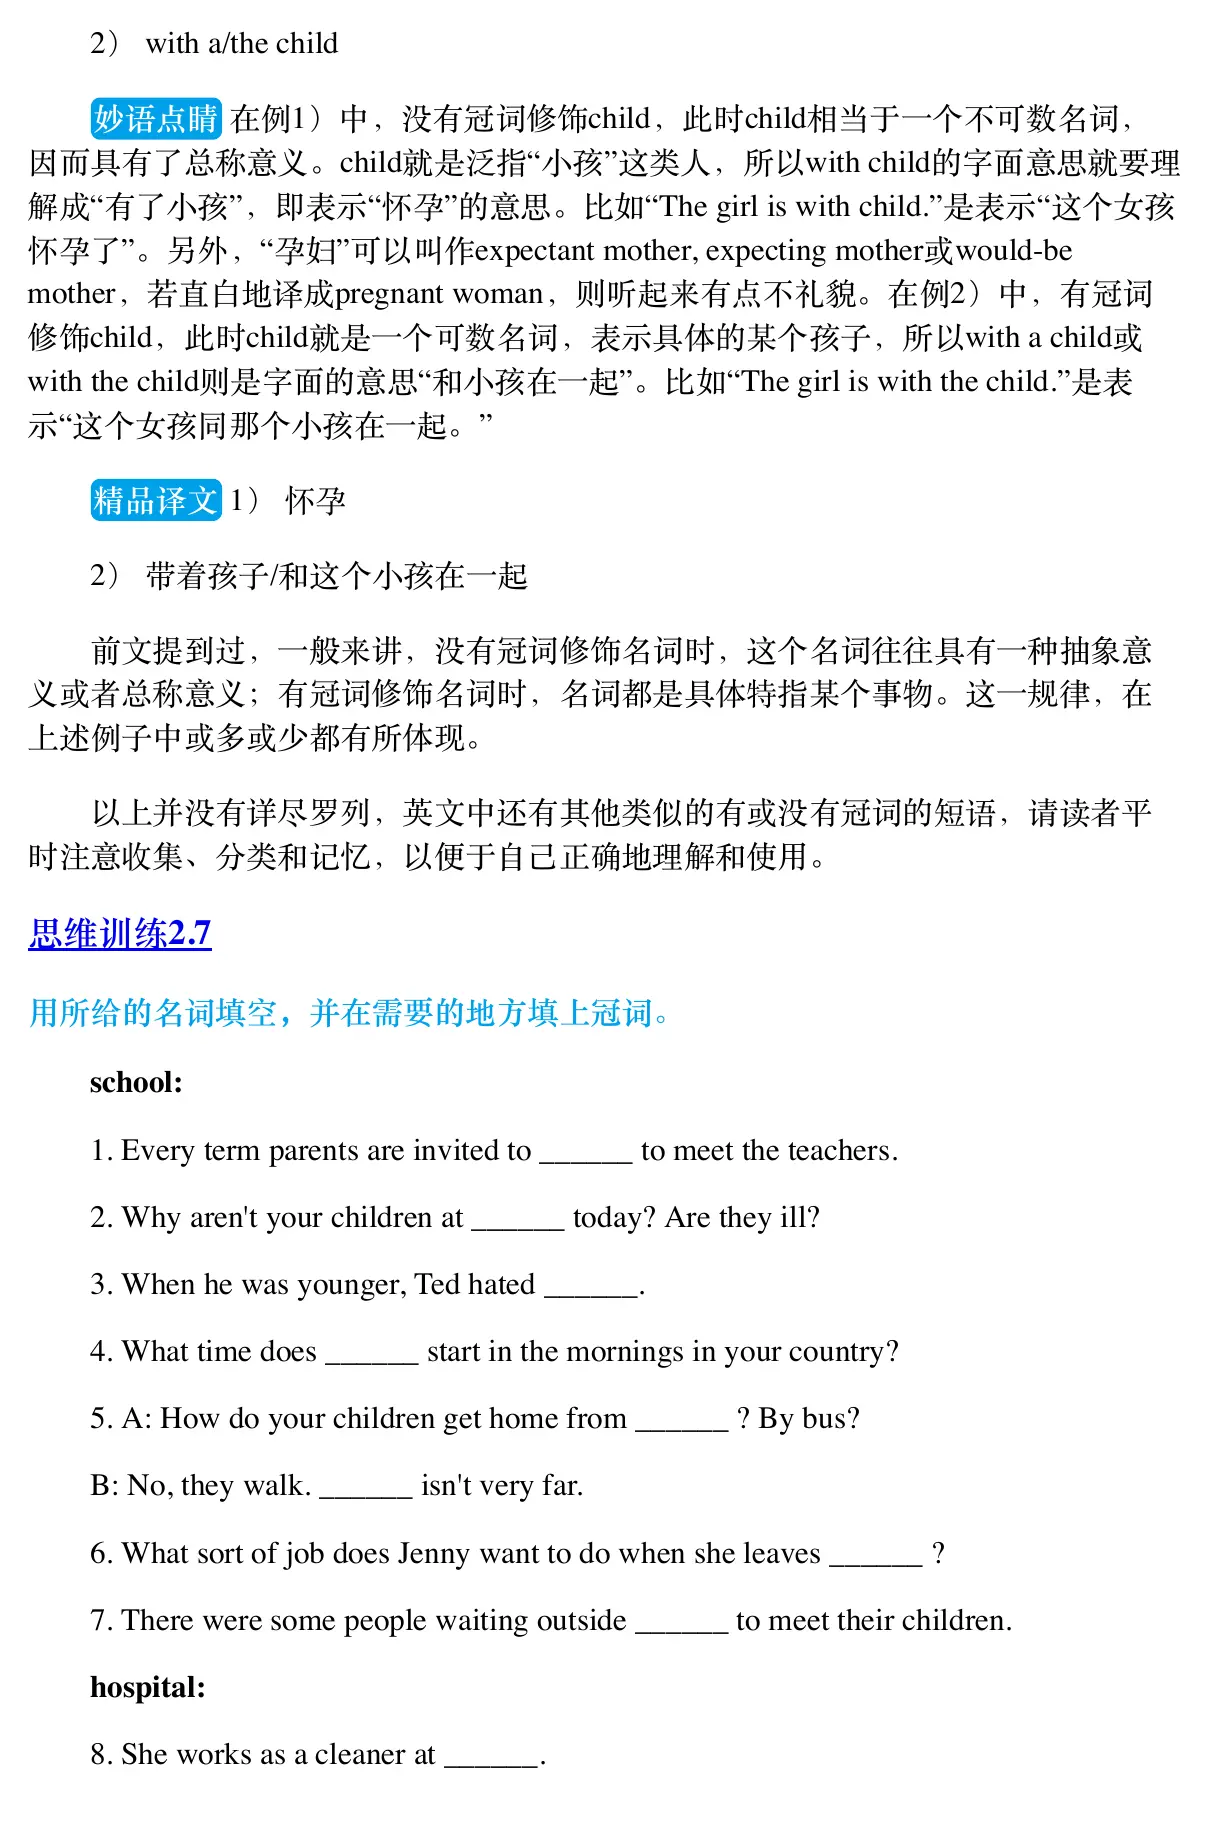 2） with a/the child
妙语点睛 在例1）中，没有冠词修饰child，此时child相当于一个不可数名词，
因而具有了总称意义。child就是泛指“小孩”这类人，所以with child的字面意思就要理
解成“有了小孩”，即表示“怀孕”的意思。比如“The girl is with child.”是表示“这个女孩
怀孕了”。另外，“孕妇”可以叫作expectant mother, expecting mother或would-be
mother，若直白地译成pregnant woman，则听起来有点不礼貌。在例2）中，有冠词
修饰child，此时child就是一个可数名词，表示具体的某个孩子，所以with a child或
with the child则是字面的意思“和小孩在一起”。比如“The girl is with the child.”是表
示“这个女孩同那个小孩在一起。”
精品译文 1） 怀孕
2） 带着孩子/和这个小孩在一起
前文提到过，一般来讲，没有冠词修饰名词时，这个名词往往具有一种抽象意
义或者总称意义；有冠词修饰名词时，名词都是具体特指某个事物。这一规律，在
上述例子中或多或少都有所体现。
以上并没有详尽罗列，英文中还有其他类似的有或没有冠词的短语，请读者平
时注意收集、分类和记忆，以便于自己正确地理解和使用。
思维训练2.7
用所给的名词填空，并在需要的地方填上冠词。
school:
1. Every term parents are invited to ______ to meet the teachers.
2. Why aren't your children at ______ today? Are they ill?
3. When he was younger, Ted hated ______.
4. What time does ______ start in the mornings in your country?
5. A: How do your children get home from ______ ? By bus?
B: No, they walk. ______ isn't very far.
6. What sort of job does Jenny want to do when she leaves ______ ?
7. There were some people waiting outside ______ to meet their children.
hospital:
8. She works as a cleaner at ______.